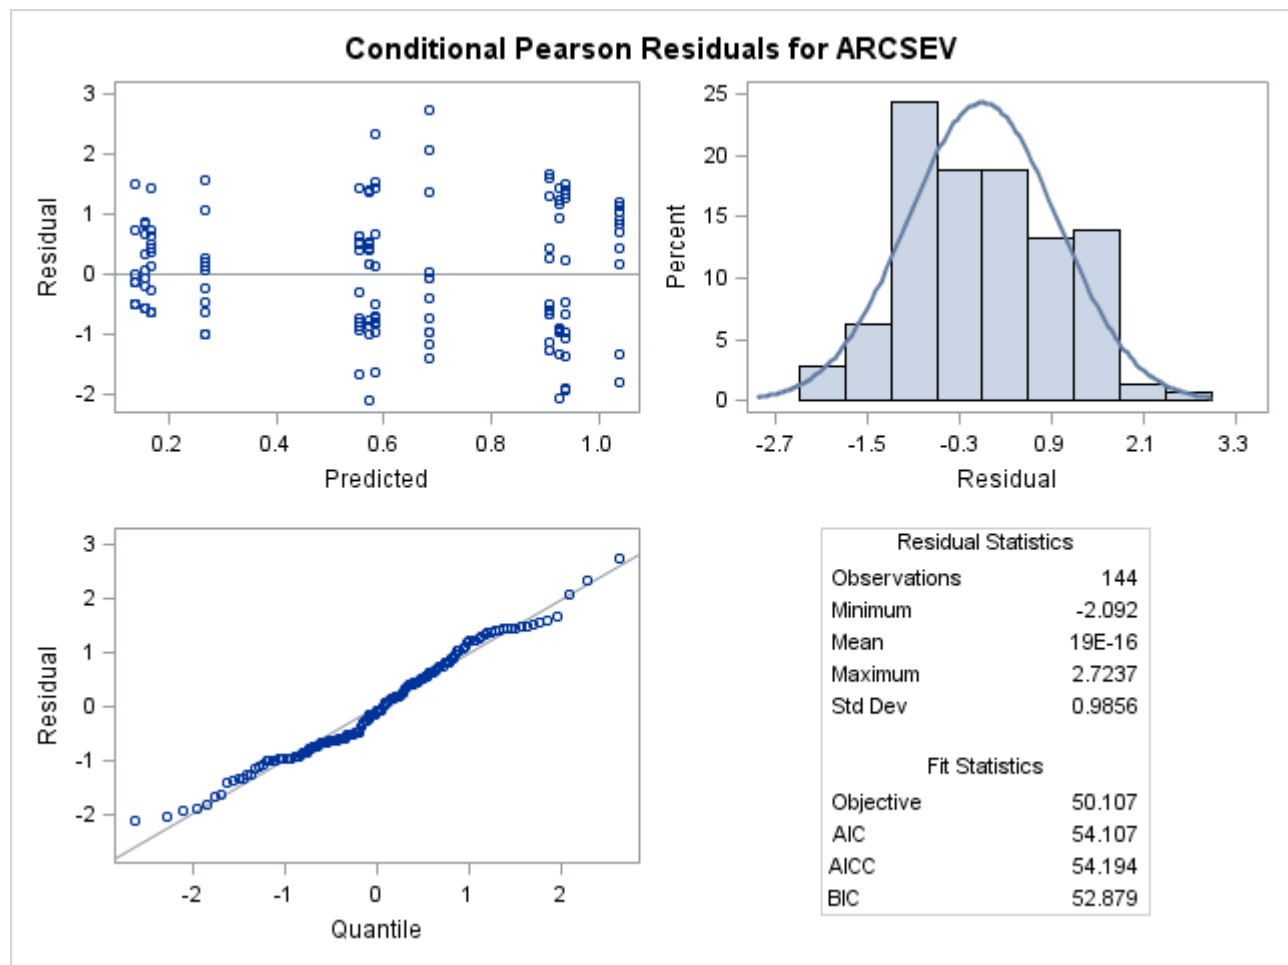 Conditional Pearson Residuals for ARCSEV
3
2
1
0
-1
-2
Residual
0.2
0.4
0.6
0.8
1.0
Predicted
25
20
15
10
5
0
Percent
-2.7
-1.5
-0.3
0.9
2.1
3.3
Residual
3
2
1
0
-1
-2
Residual
-2
-1
0
1
2
Quantile
Residual Statistics
Observations 144
Minimum -2.092
Mean 19E-16
Maximum 2.7237
Std Dev 0.9856
Fit Statistics
Objective 50.107
AIC 54.107
AICC 54.194
BIC 52.879